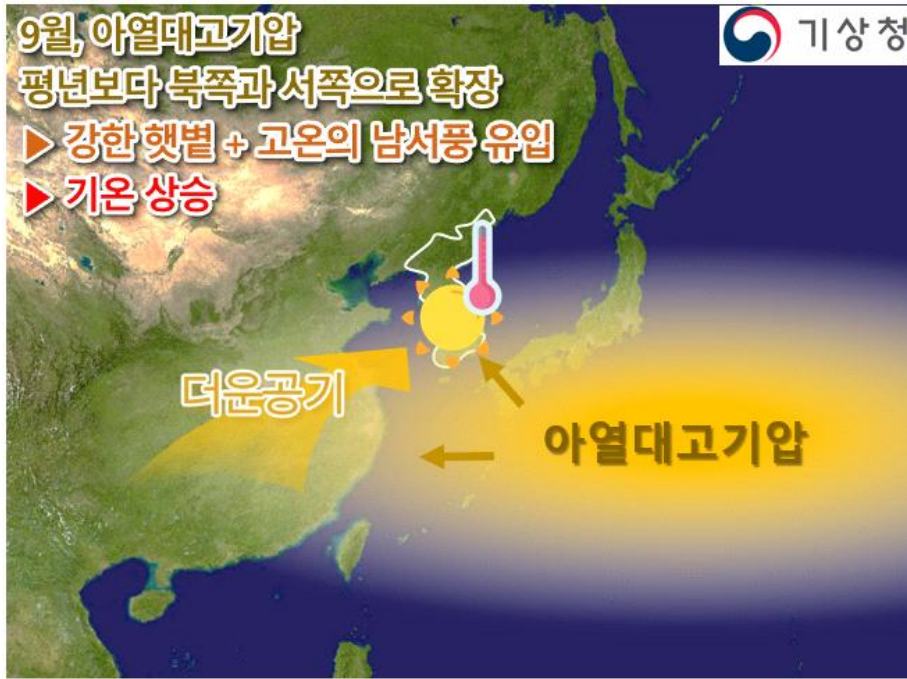 9월, 아열대고기압
평년보다 북쪽과 서쪽으로 확장
▶ 강한 햇볕 + 고온의 남서풍 유입
▶ 기온 상승
기상청
더운공기
아열대고기압